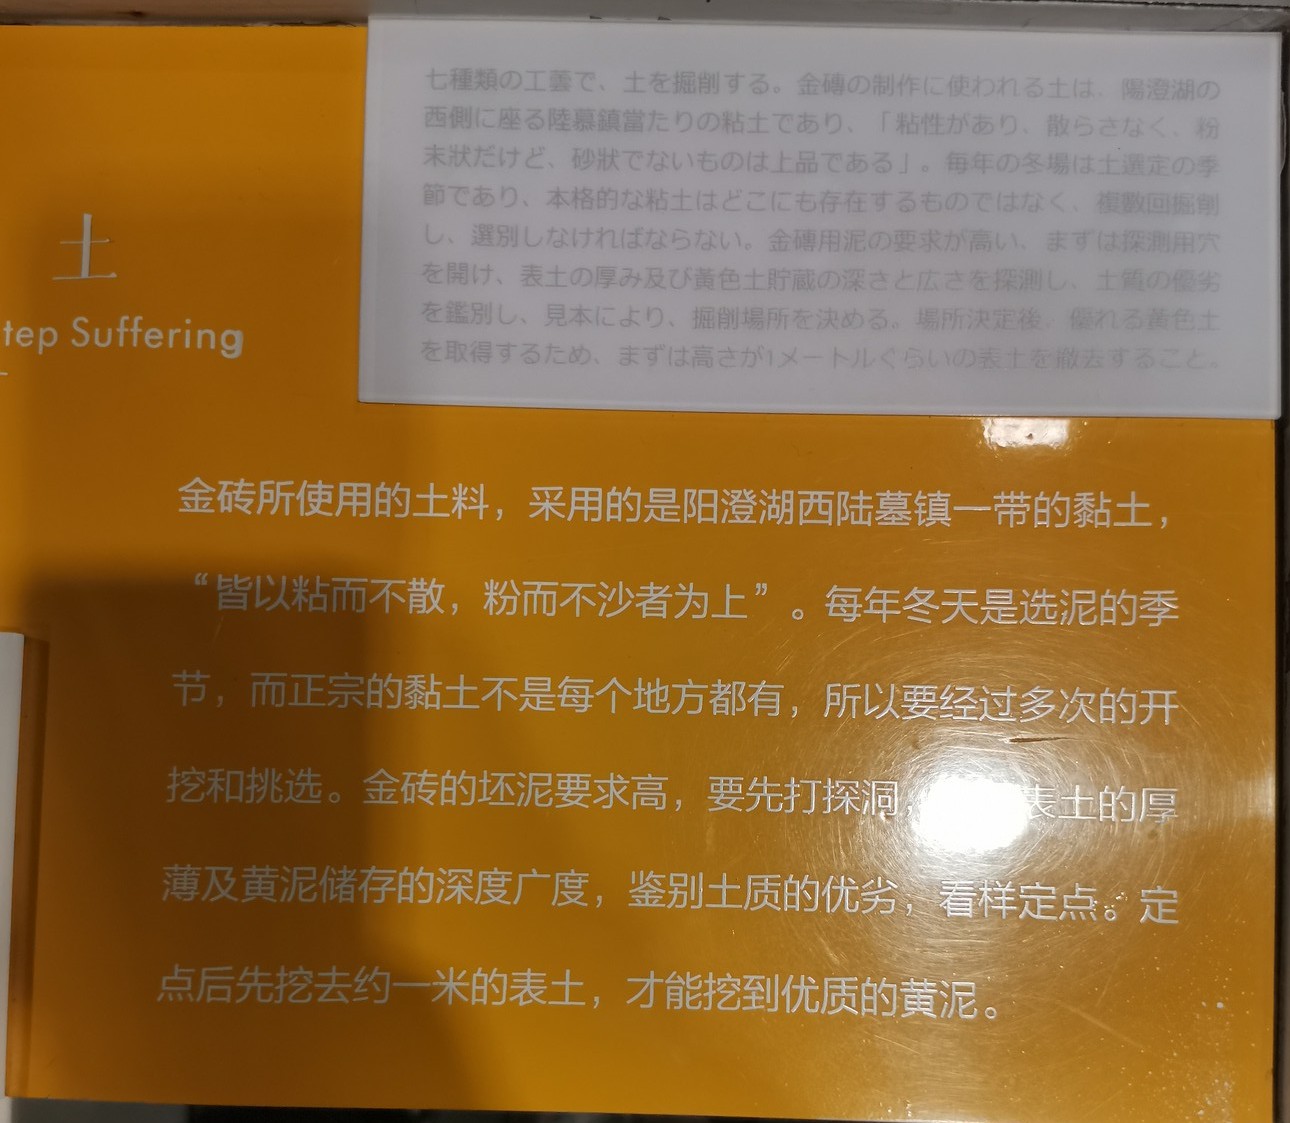 七種類の工藝で、土を掘削する。金磚の制作に使われる土は、陽澄湖の
西側に座る陸慕鎮當たりの粘土であり、「粘性があり、散らさなく、粉
末狀だけど、砂狀でないものは上品である」。毎年の冬場は土選定の季
節であり、本格的な粘土はどこにも存在するものではなく、複數回掘削
し、選別しなければならない。金磚用泥の要求が高い、まずは探測用穴
を開け、表土の厚み及び黃色土貯蔵の深さと広さを探測し、土質の優劣
を鑑別し、見本により、掘削場所を決める。場所決定後、優れる黃色土
を取得するため、まずは高さが1メートルぐらいの表土を撤去すること。
土
tep Suffering
金砖所使用的土料，采用的是阳澄湖西陆墓镇一带的黏土，
“皆以粘而不散，粉而不沙者为上”。每年冬天是选泥的季
节，而正宗的黏土不是每个地方都有，所以要经过多次的开
挖和挑选。金砖的坯泥要求高，要先打探洞，表土的厚
薄及黄泥储存的深度广度，鉴别土质的优劣，看样定点。定
点后先挖去约一米的表土，才能挖到优质的黄泥。